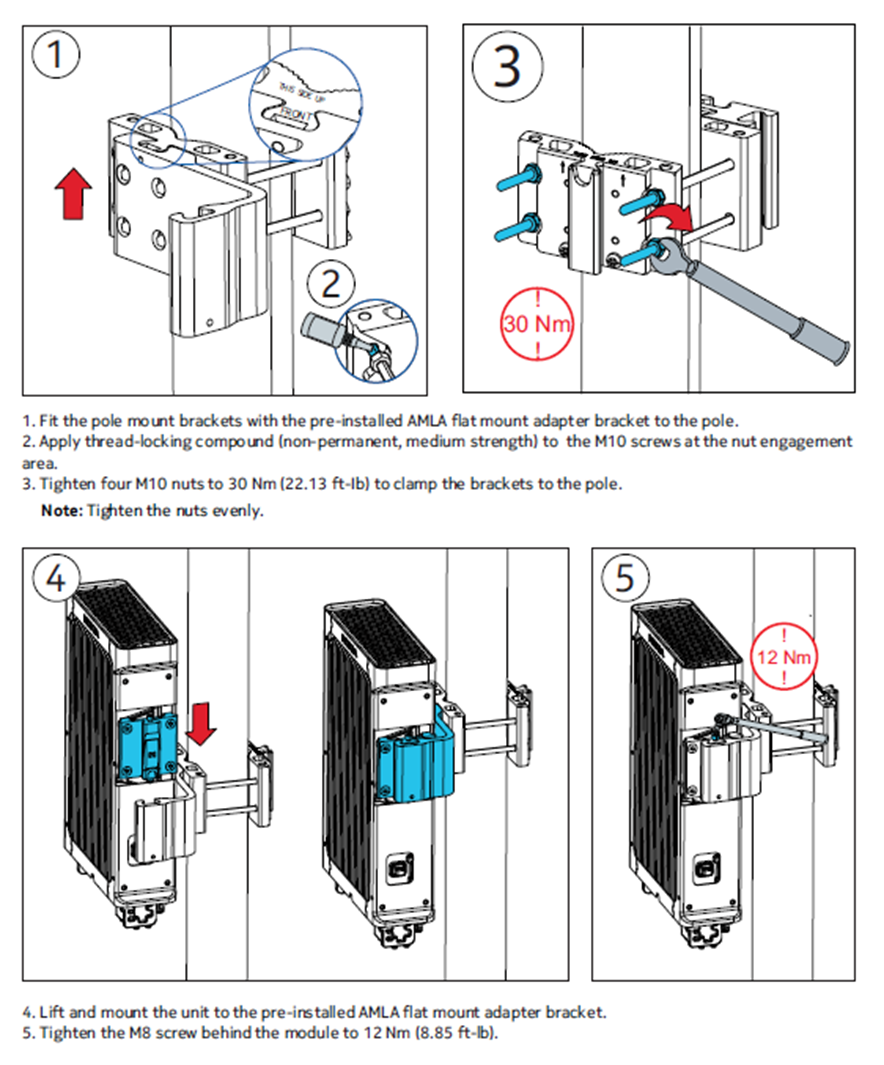 1
THIS SIDE UP
FRONT
2
3
!
30 Nm
!
1. Fit the pole mount brackets with the pre-installed AMLA flat mount adapter bracket to the pole.
2. Apply thread-locking compound (non-permanent, medium strength) to the M10 screws at the nut engagement
area.
3. Tighten four M10 nuts to 30 Nm (22.13 ft-lb) to clamp the brackets to the pole.
Note: Tighten the nuts evenly.
4
5
!
12 Nm
!
4. Lift and mount the unit to the pre-installed AMLA flat mount adapter bracket.
5. Tighten the M8 screw behind the module to 12 Nm (8.85 ft-lb).